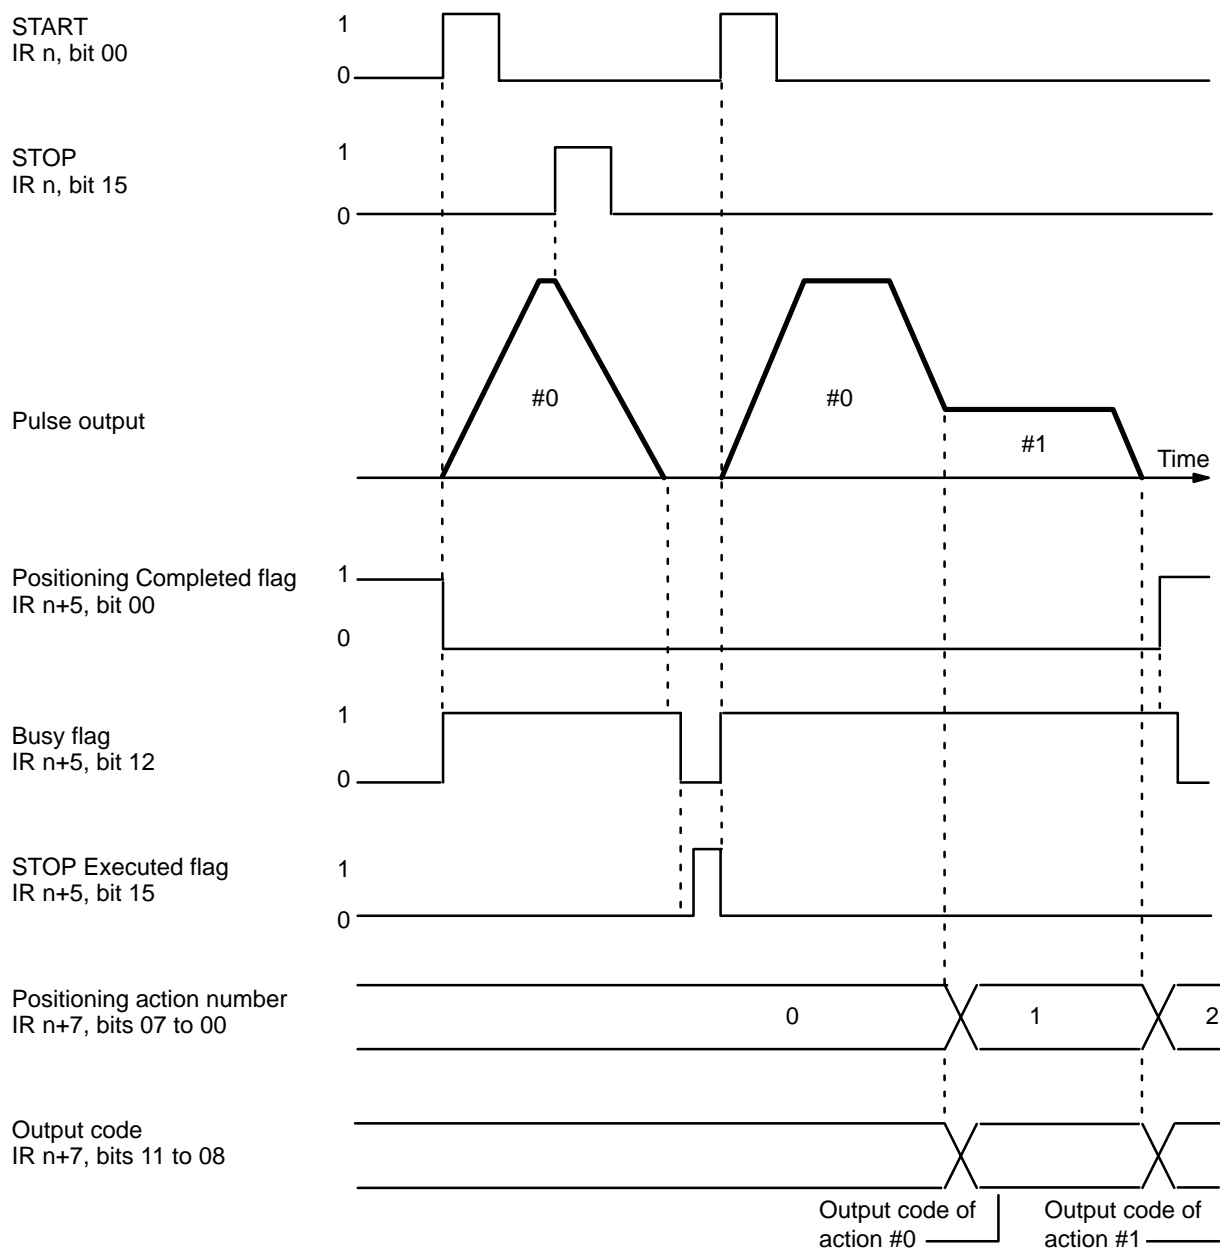 START
IR n, bit 00
1
0
STOP
IR n, bit 15
1
0
Pulse output
#0
#0
#1
Time
Positioning Completed flag
IR n+5, bit 00
1
0
Busy flag
IR n+5, bit 12
1
0
STOP Executed flag
IR n+5, bit 15
1
0
Positioning action number
IR n+7, bits 07 to 00
0
1
2
Output code
IR n+7, bits 11 to 08
Output code of
action #0
Output code of
action #1